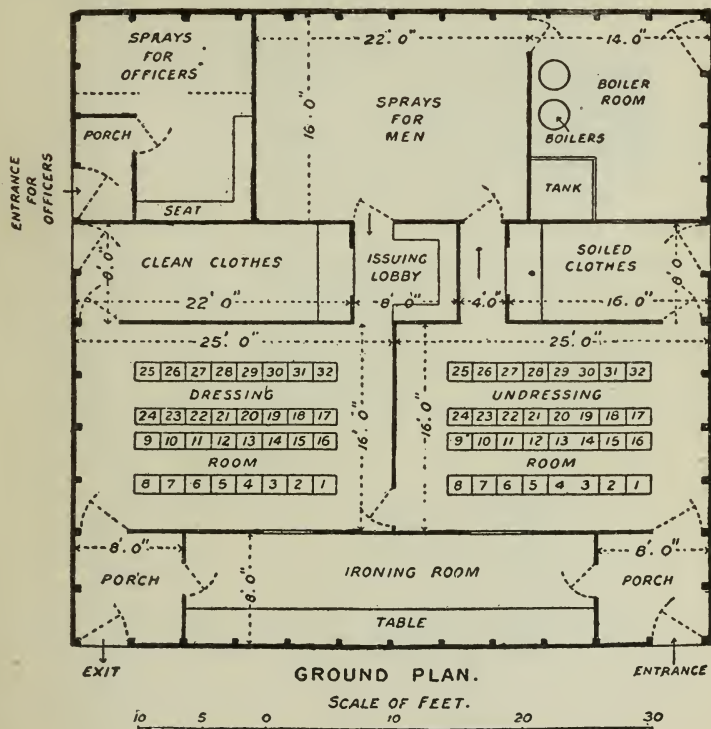 SPRAYS
FOR
OFFICERS
22'.0"
14.0"
16.0"
SPRAYS
FOR
MEN
BOILER
ROOM
BOILERS
TANK
PORCH
ENTRANCE
FOR
OFFICERS
SEAT
8'.0"
CLEAN CLOTHES
22'0"
ISSUING
LOBBY
8'.0"
4.0"
SOILED
CLOTHES
16.0"
8.0
25'.0"
25'.0"
25 26 27 28 29 30 31 32
DRESSING
24 23 22 21 20 19 18 17
9 10 11 12 13 14 15 16
ROOM
8 7 6 5 4 3 2 1
16'.0"
16'.0"
25 26 27 28 29 30 31 32
UNDRESSING
24 23 22 21 20 19 18 17
9 10 11 12 13 14 15 16
ROOM
8 7 6 5 4 3 2 1
8'.0"
PORCH
8'.0"
IRONING ROOM
TABLE
8'.0"
PORCH
EXIT
GROUND PLAN.
ENTRANCE
SCALE OF FEET.
10 5 0 10 20 30